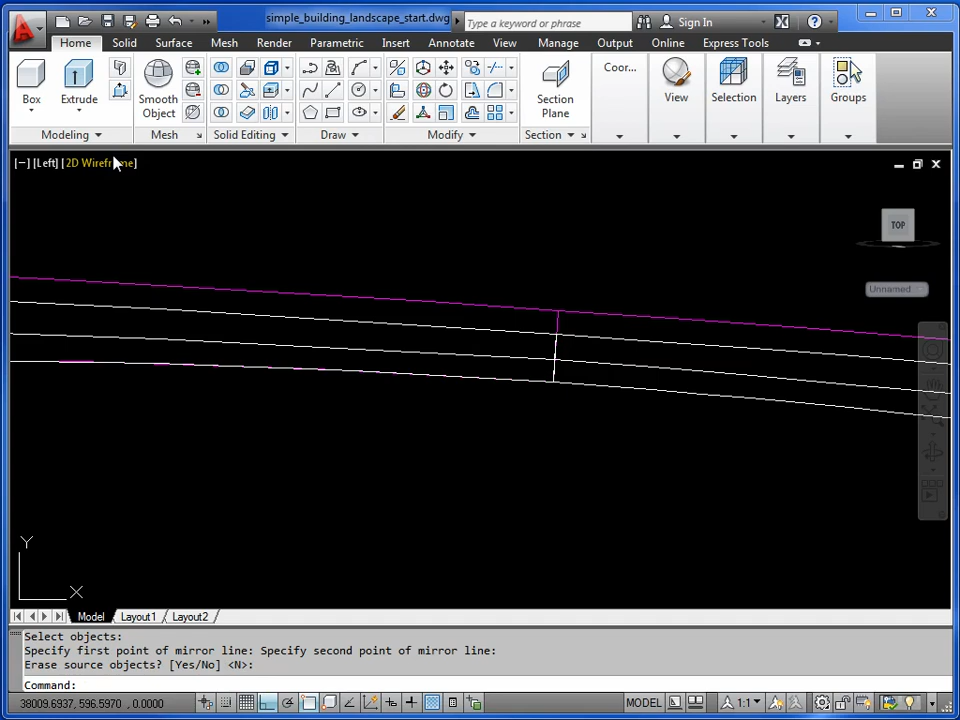 simple_building_landscape_start.dwg
Type a keyword or phrase
Sign In
Home Solid Surface Mesh Render Parametric Insert Annotate View Manage Output Online Express Tools
Box Extrude Smooth Object Section Plane Coor... View Selection Layers Groups
Modeling Mesh Solid Editing Draw Modify Section
[−] [Left] [2D Wireframe]
TOP
Unnamed
Y
X
Model Layout1 Layout2
Select objects:
Specify first point of mirror line: Specify second point of mirror line:
Erase source objects? [Yes/No] <N>:
Command:
38009.6937, 596.5970 , 0.0000 MODEL 1:1